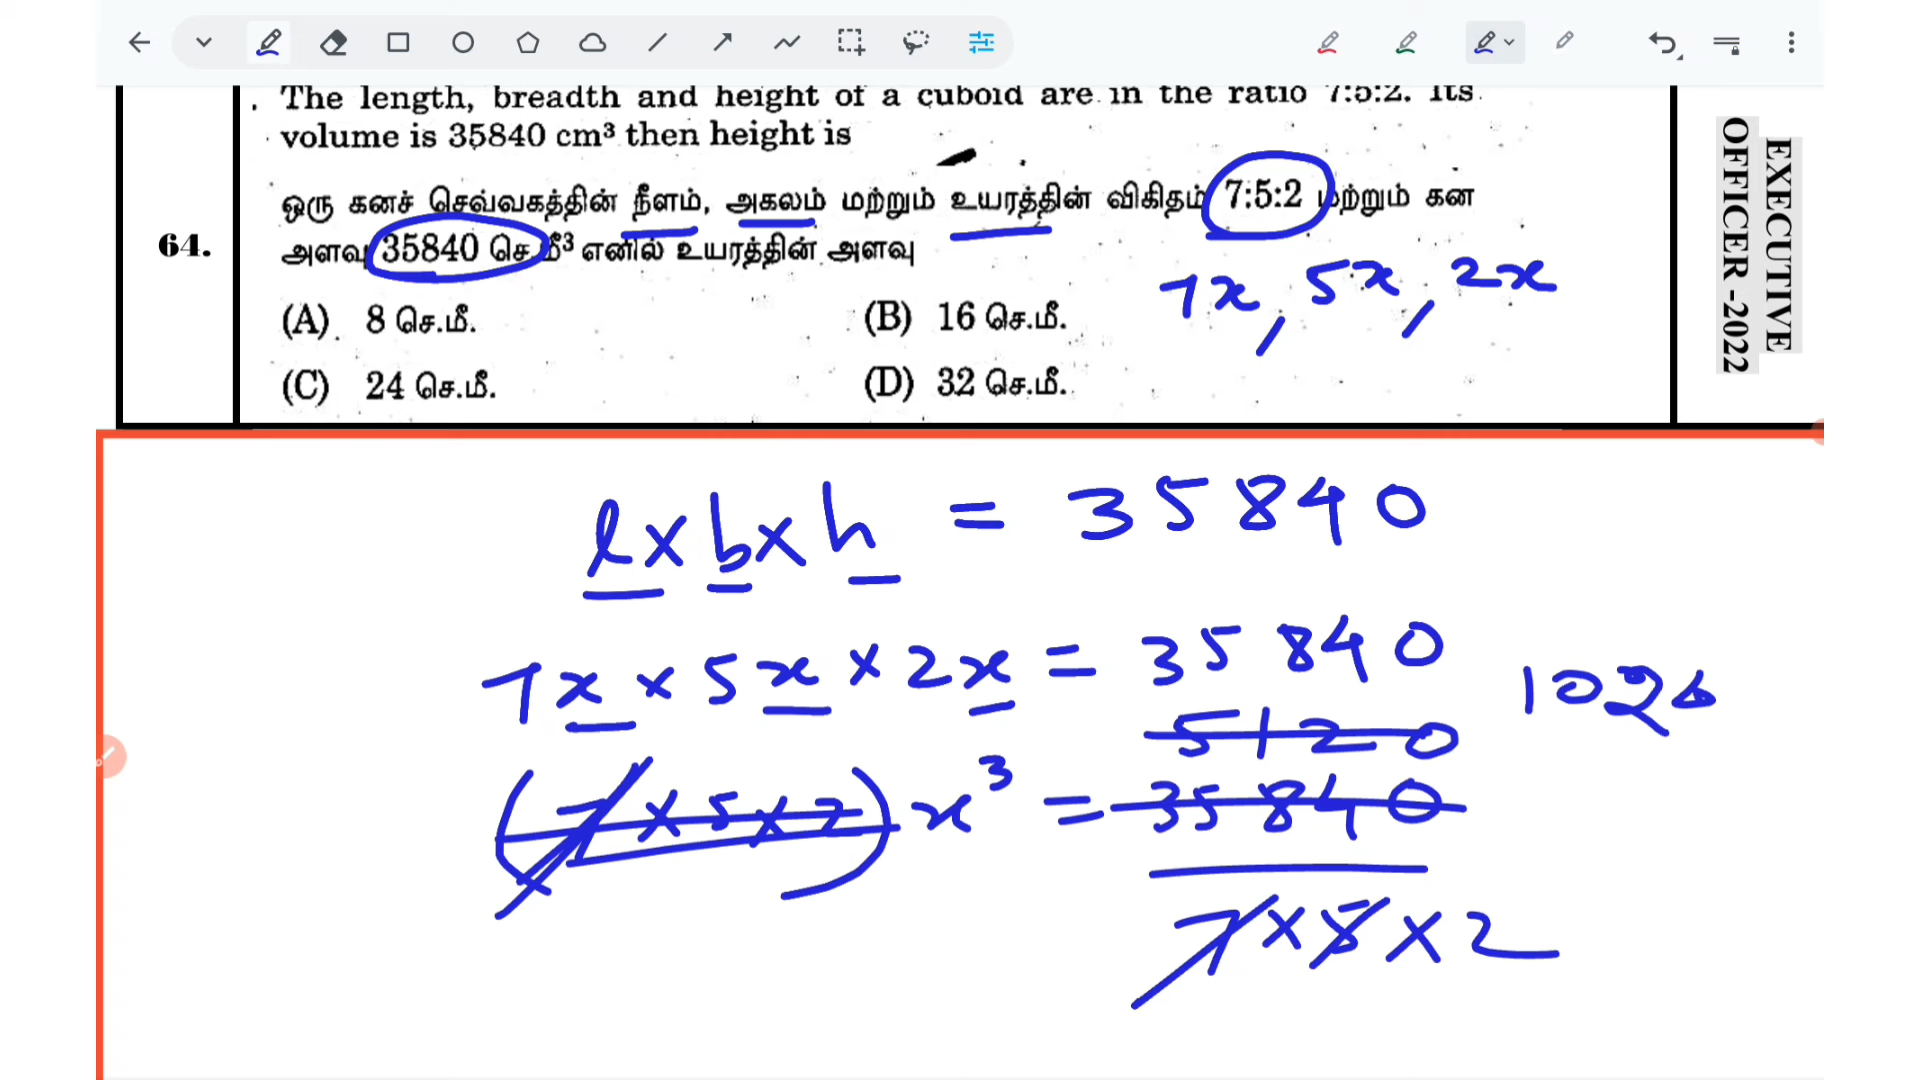 . The length, breadth and height of a cuboid are in the ratio 7:5:2. Its
volume is 35840 cm³ then height is
ஒரு கனச் செவ்வகத்தின் நீளம், அகலம் மற்றும் உயரத்தின் விகிதம் 7:5:2 மற்றும் கன
64.
அளவு 35840 செ.மீ³ எனில் உயரத்தின் அளவு
7x, 5x, 2x
(A) 8 செ.மீ.
(B) 16 செ.மீ.
(C) 24 செ.மீ.
(D) 32 செ.மீ.
EXECUTIVE
OFFICER -2022
l x b x h = 35840
7x x 5x x 2x = 35840
1024
5120
(7 x 5 x 2) x³ = 35840
7 x 5 x 2